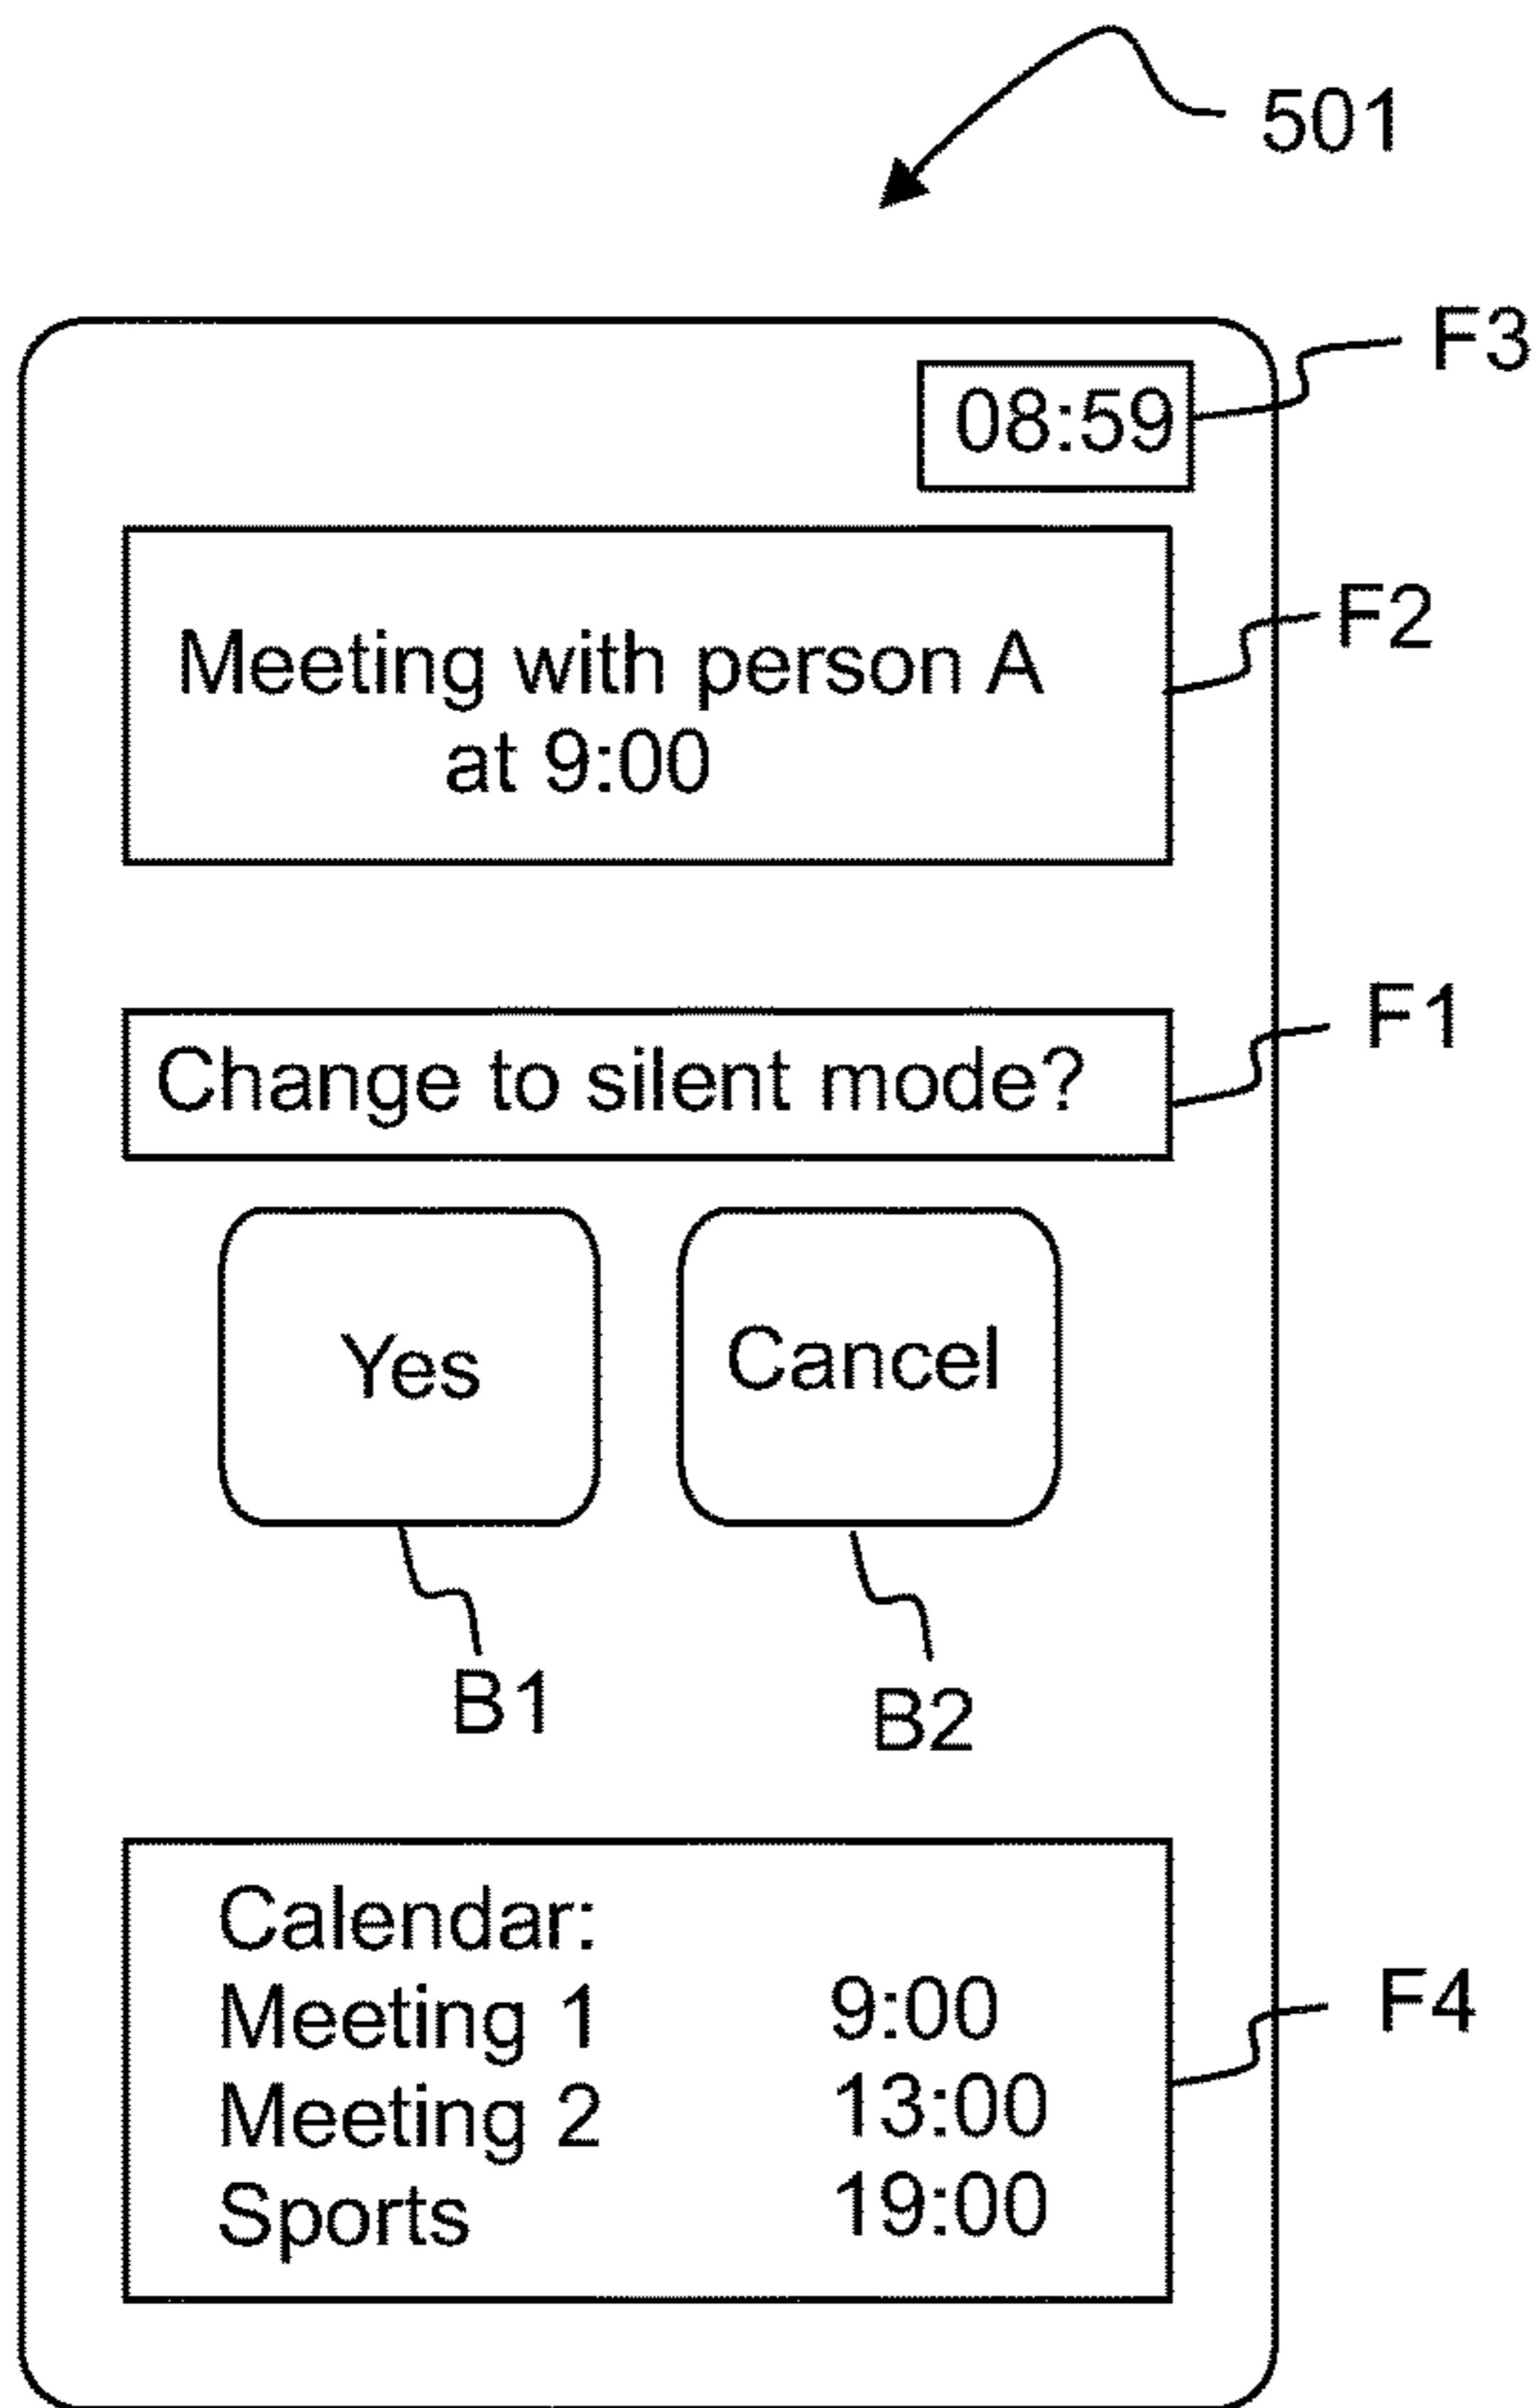 501
F3
08:59
F2
Meeting with person A
at 9:00
F1
Change to silent mode?
Yes
Cancel
B1
B2
Calendar:
Meeting 1 9:00
F4
Meeting 2 13:00
Sports 19:00